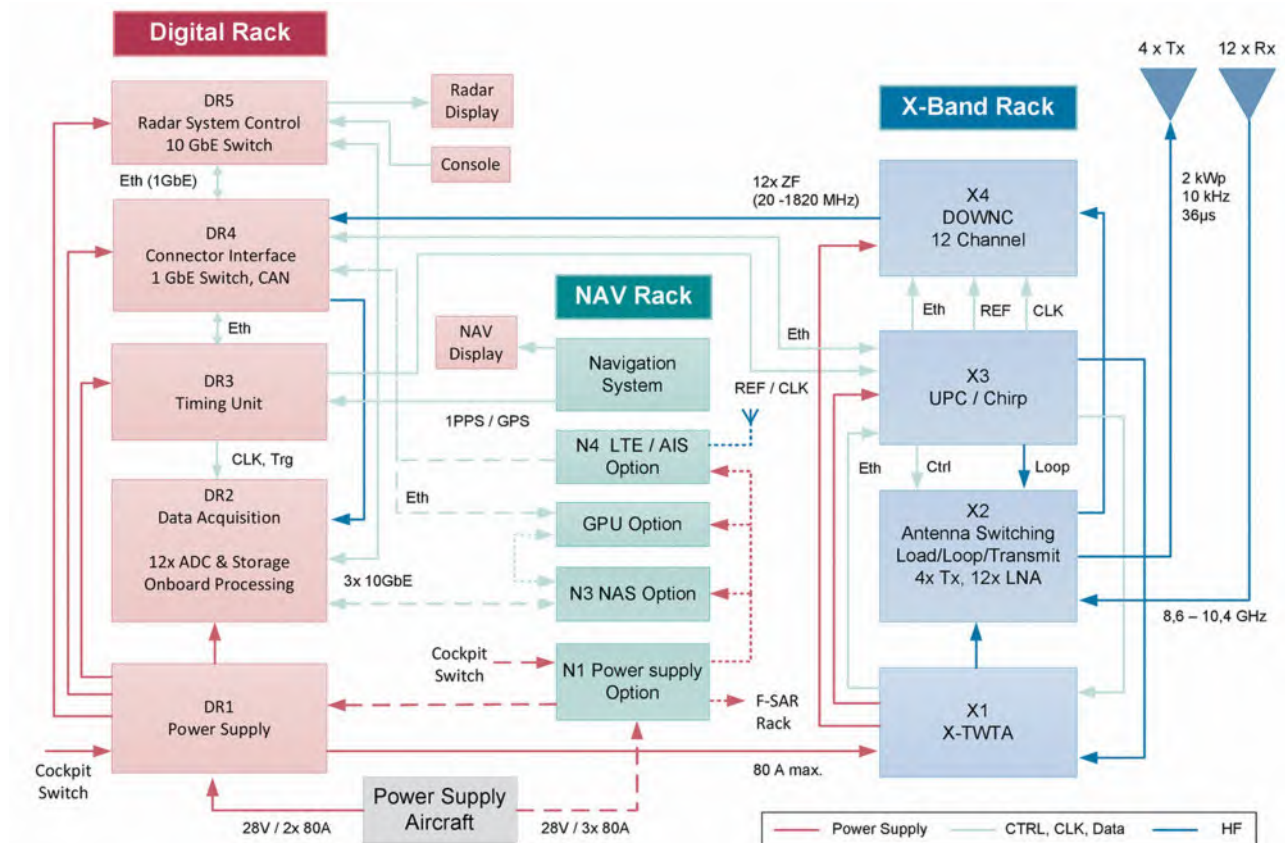 Digital Rack
4 x Tx
12 x Rx
DR5
Radar System Control
10 GbE Switch
Radar
Display
Console
X-Band Rack
Eth (1GbE)
12x ZF
(20 -1820 MHz)
2 kWp
10 kHz
36µs
DR4
Connector Interface
1 GbE Switch, CAN
X4
DOWNC
12 Channel
NAV Rack
Eth
Eth
REF
CLK
Eth
NAV
Display
Navigation
System
DR3
Timing Unit
X3
UPC / Chirp
REF / CLK
1PPS / GPS
N4 LTE / AIS
Option
CLK, Trg
Eth
Ctrl
Loop
DR2
Data Acquisition
12x ADC & Storage
Onboard Processing
Eth
GPU Option
X2
Antenna Switching
Load/Loop/Transmit
4x Tx, 12x LNA
3x 10GbE
N3 NAS Option
8,6 – 10,4 GHz
Cockpit
Switch
N1 Power supply
Option
F-SAR
Rack
DR1
Power Supply
X1
X-TWTA
Cockpit
Switch
80 A max.
Power Supply
Aircraft
28V / 2x 80A
28V / 3x 80A
Power Supply
CTRL, CLK, Data
HF